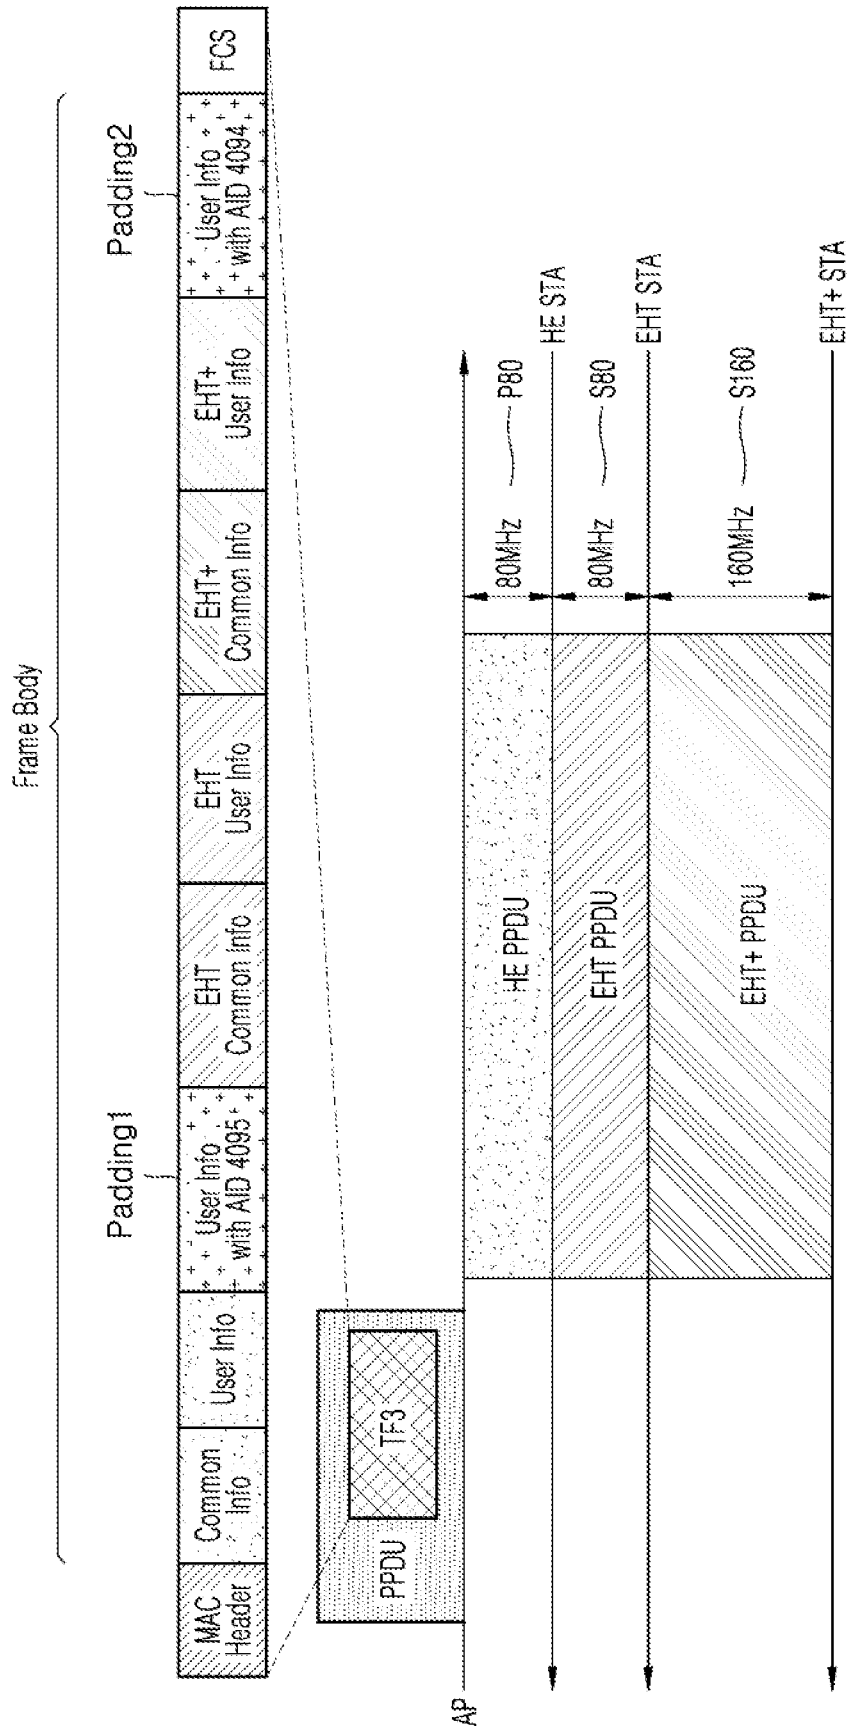 Frame Body
Padding1
Padding2
MAC
Header
Common
Info
User Info
User Info
with AID 4095
EHT
Common Info
EHT
User Info
EHT+
Common Info
EHT+
User Info
User Info
with AID 4094
FCS
PPDU
TF3
AP
HE PPDU
80MHz
P80
HE STA
EHT PPDU
80MHz
S80
EHT STA
EHT+ PPDU
160MHz
S160
EHT+ STA